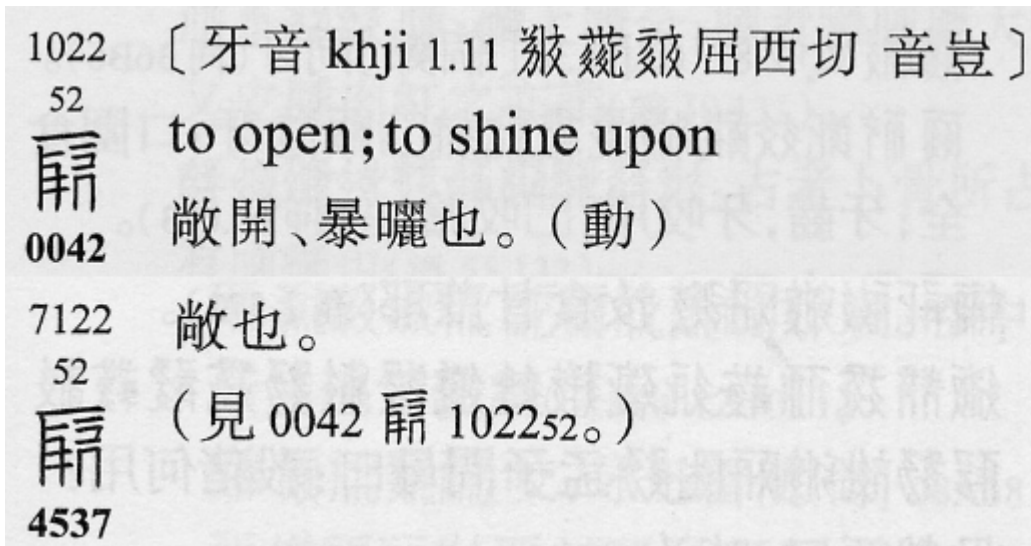 1022 〔牙音 khji 1.11 屈西切 音豈〕
52
to open;to shine upon
敞開、暴曬也。(動)
0042
7122 敞也。
52
(見 0042 102252。)
4537